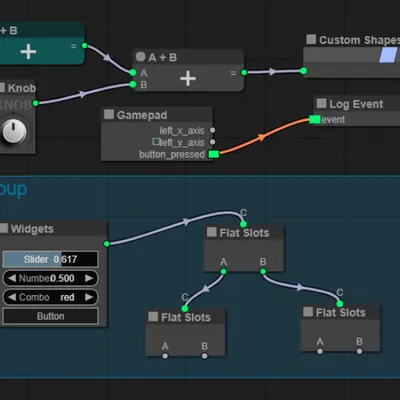 + B
+
=
A + B
A
B
+
=
Custom Shapes
Knob
KNOB
Gamepad
left_x_axis
left_y_axis
button_pressed
Log Event
event
oup
Widgets
Slider 0.617
Number 0.500
Combo red
Button
C
Flat Slots
A B
C
Flat Slots
A B
C
Flat Slots
A B